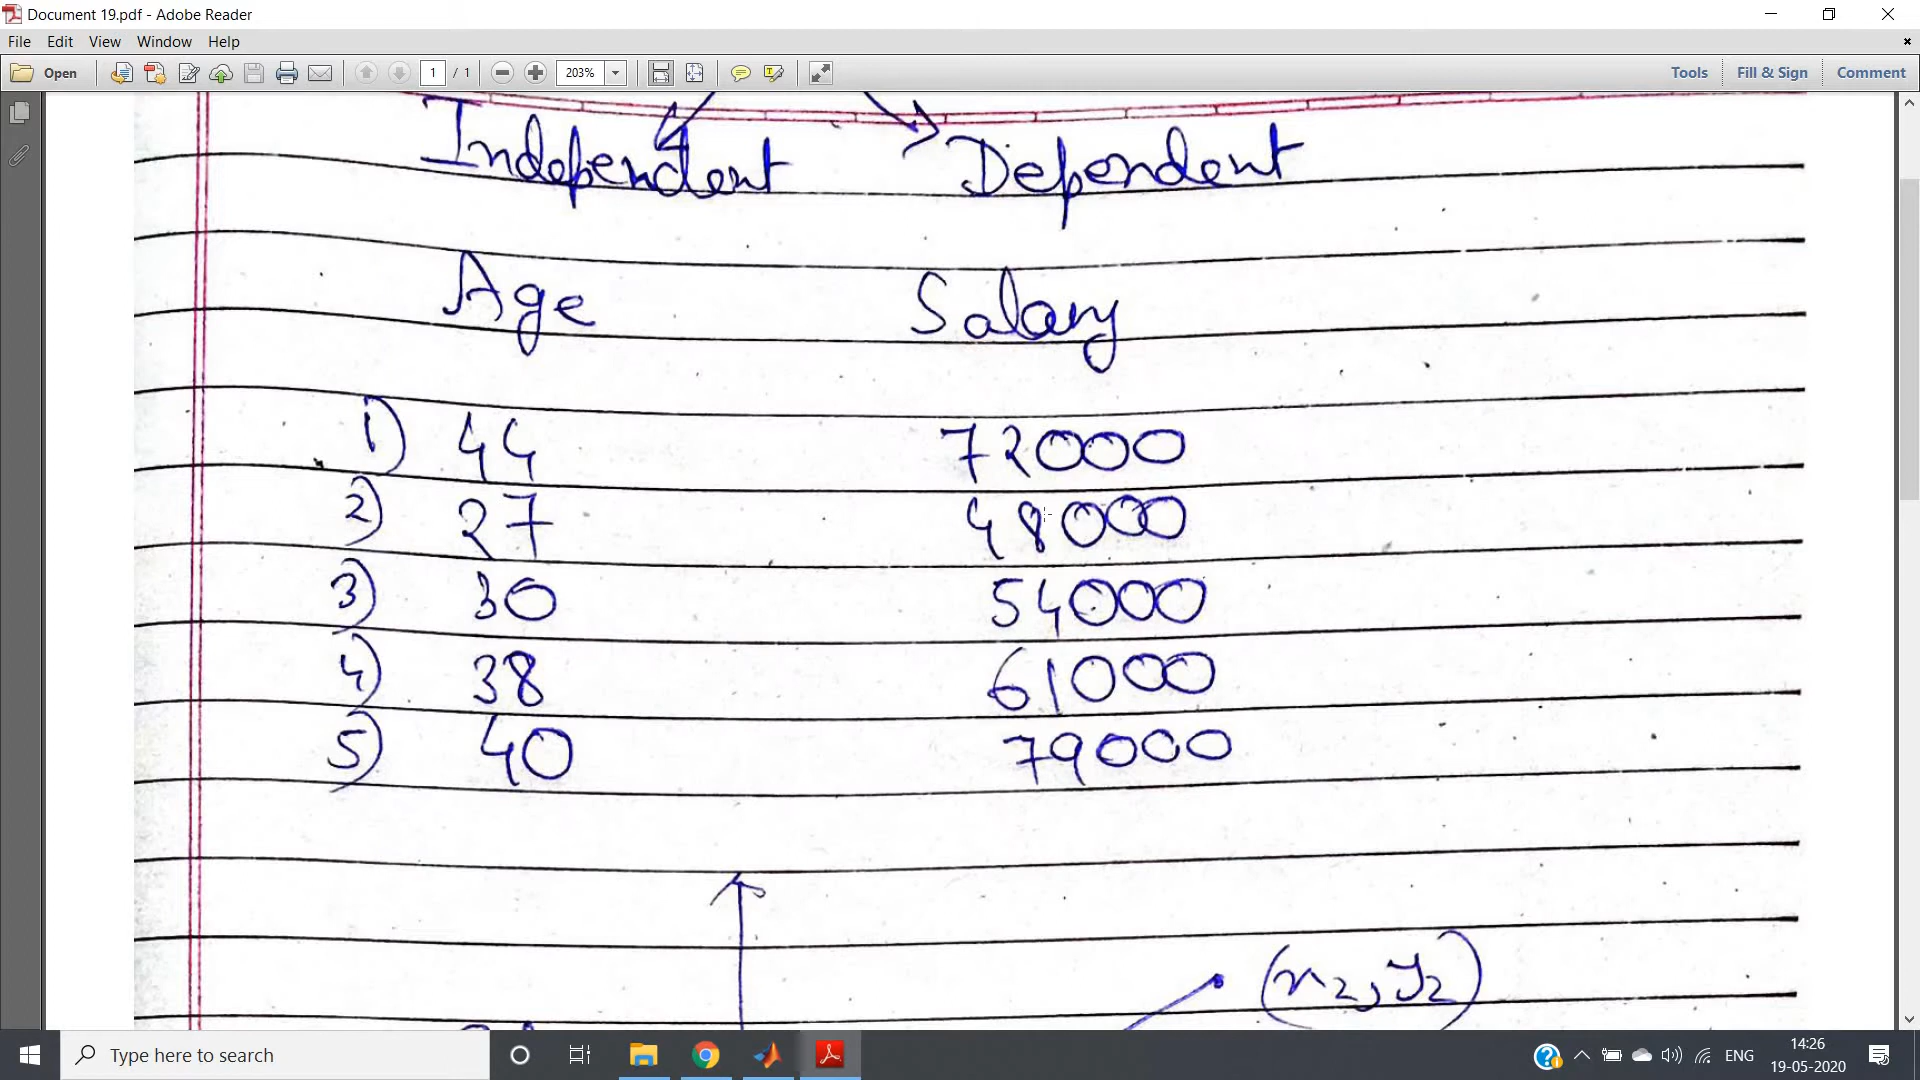 Document 19.pdf - Adobe Reader
File Edit View Window Help
Open 1 / 1 203% Tools Fill & Sign Comment
Independent Dependent
Age Salary
1) 44 72000
2) 27 48000
3) 30 54000
4) 38 61000
5) 40 79000
(x2, y2)
Type here to search
ENG
14:26
19-05-2020